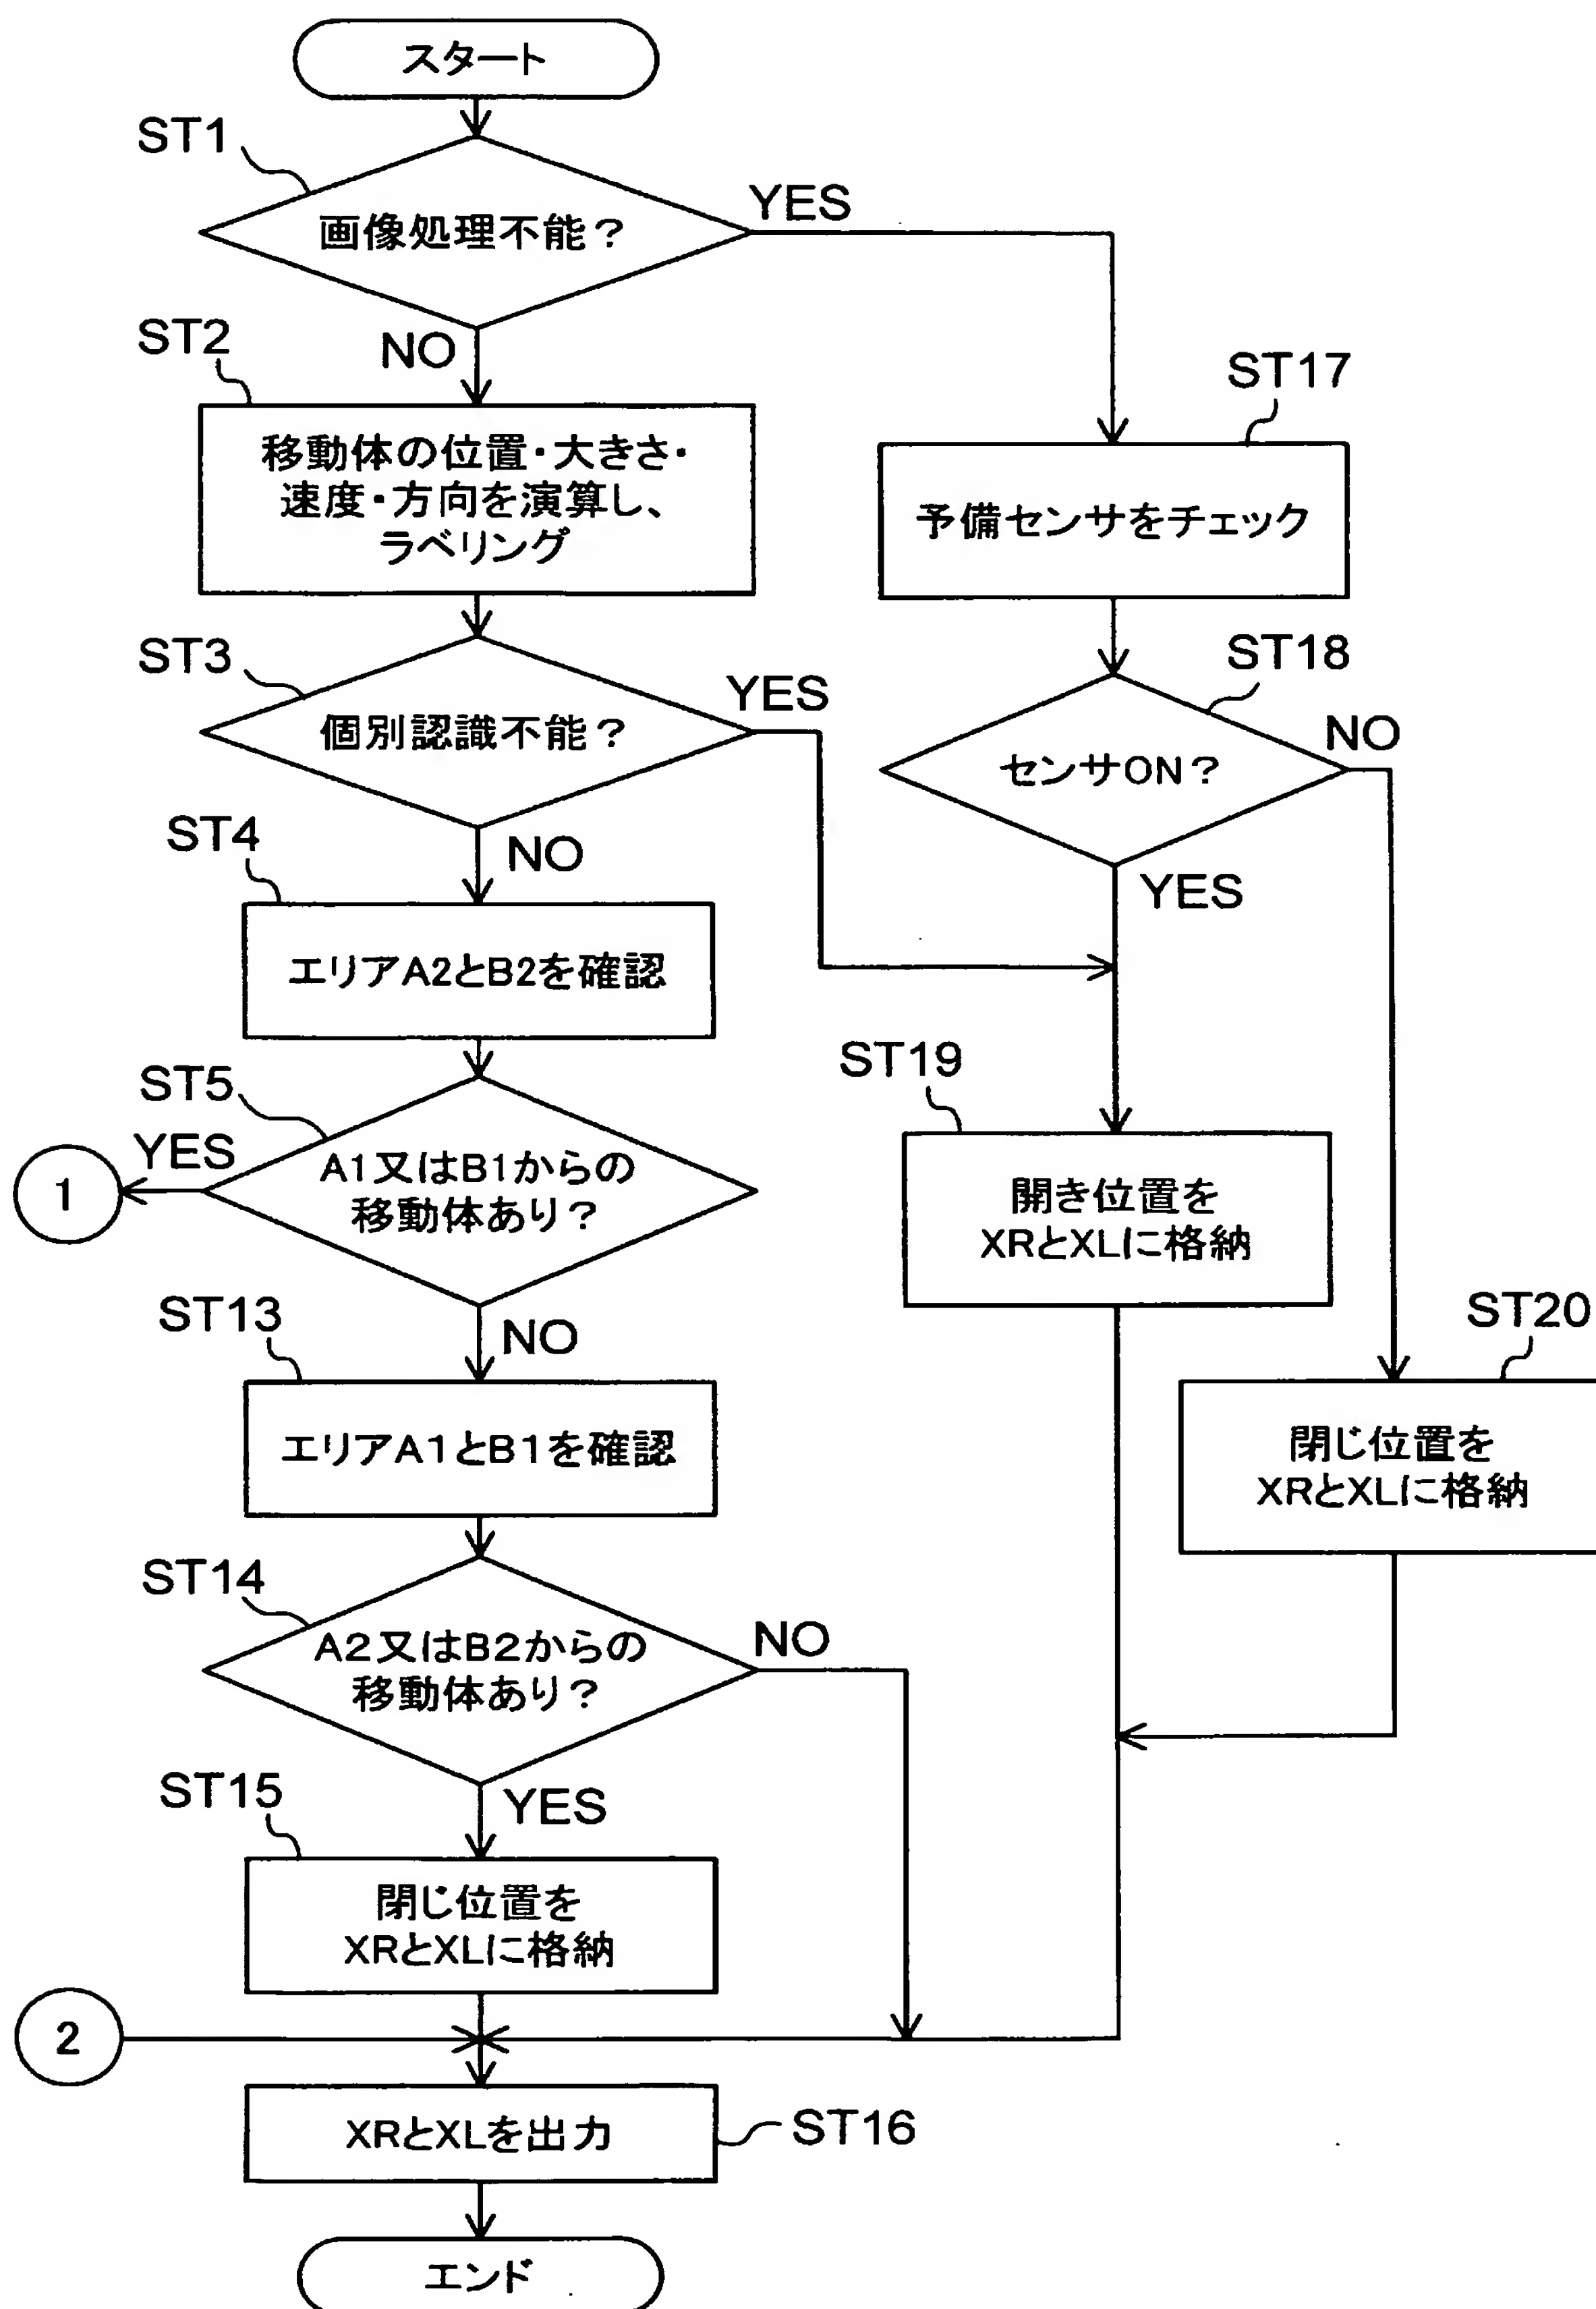 スタート
ST1
画像処理不能？
YES
NO
ST2
移動体の位置・大きさ・
速度・方向を演算し、
ラベリング
ST3
個別認識不能？
YES
NO
ST4
エリアA2とB2を確認
ST5
A1又はB1からの
移動体あり？
YES
1
NO
ST13
エリアA1とB1を確認
ST14
A2又はB2からの
移動体あり？
NO
YES
ST15
閉じ位置を
XRとXLに格納
2
XRとXLを出力
ST16
エンド
ST17
予備センサをチェック
ST18
センサON？
NO
YES
ST19
開き位置を
XRとXLに格納
ST20
閉じ位置を
XRとXLに格納